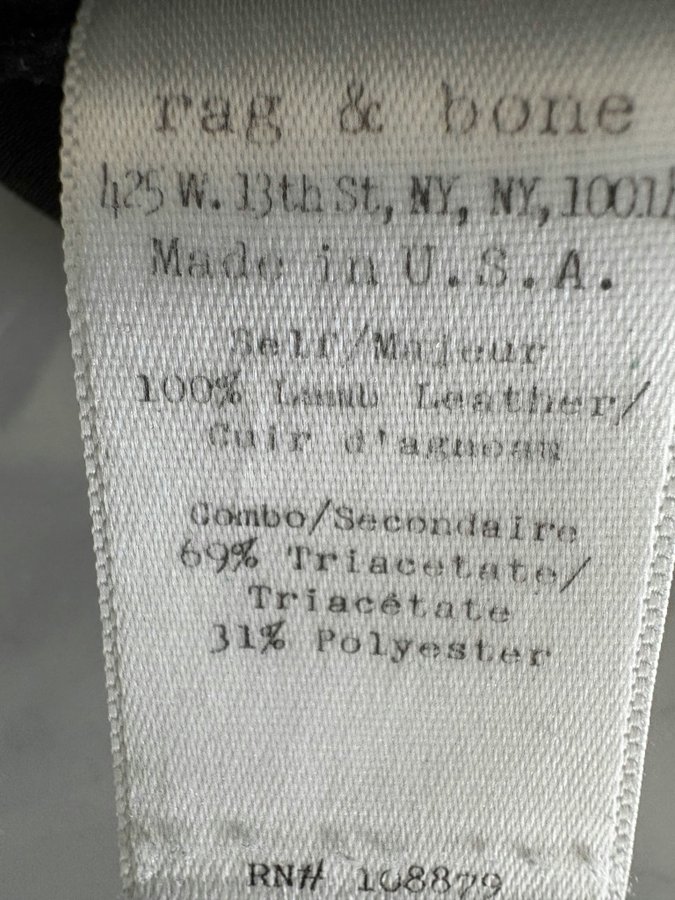 rag & bone
425 W. 13th St, NY, NY, 10014
Made in U.S.A.
Self/Majeur
100% Lamb Leather/
Cuir d'agneau
Combo/Secondaire
69% Triacetate/
Triacétate
31% Polyester
RN# 108879